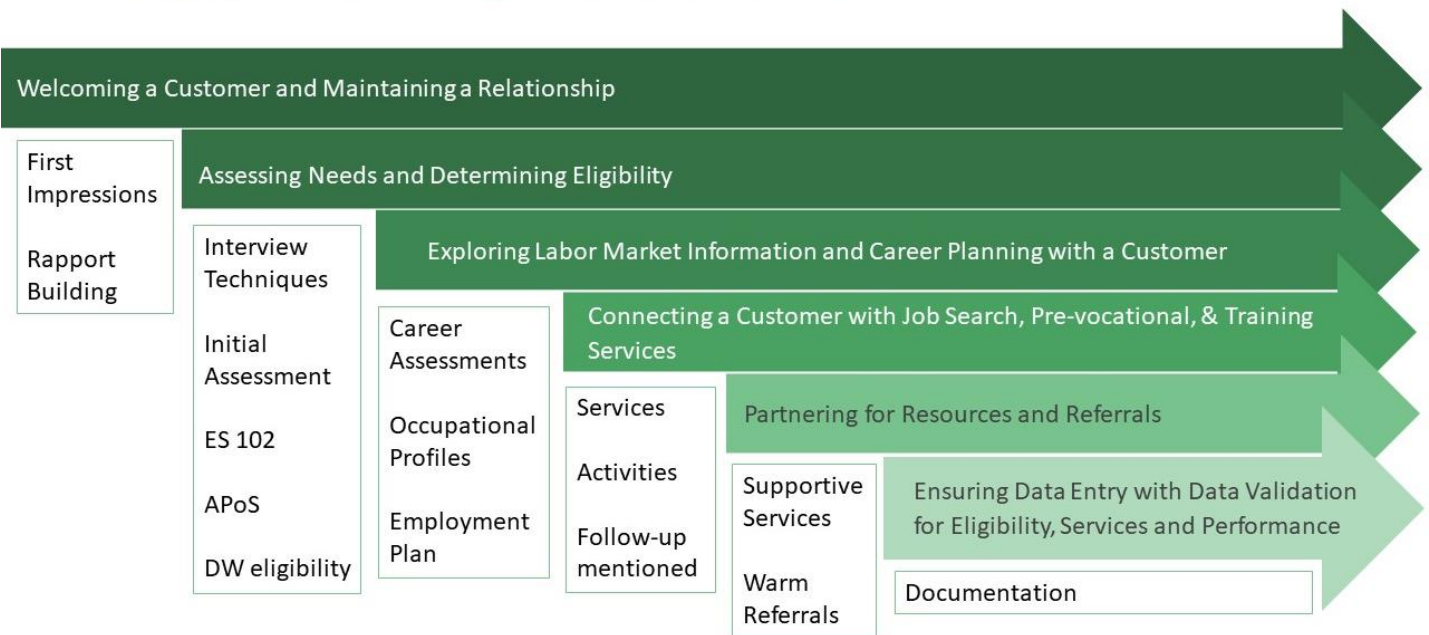 Welcoming a Customer and Maintaining a Relationship
First
Impressions
Rapport
Building
Assessing Needs and Determining Eligibility
Interview
Techniques
Initial
Assessment
ES 102
APoS
DW eligibility
Exploring Labor Market Information and Career Planning with a Customer
Career
Assessments
Occupational
Profiles
Employment
Plan
Connecting a Customer with Job Search, Pre-vocational, & Training
Services
Services
Activities
Follow-up
mentioned
Partnering for Resources and Referrals
Supportive
Services
Warm
Referrals
Ensuring Data Entry with Data Validation
for Eligibility, Services and Performance
Documentation